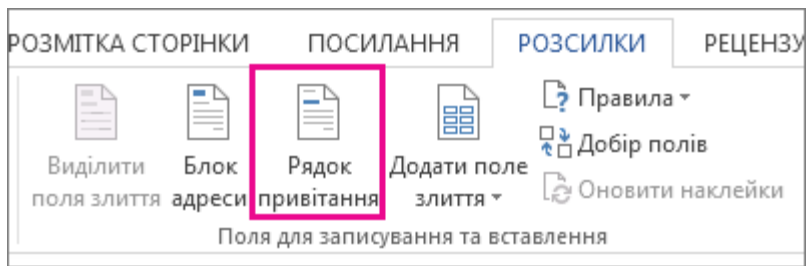 РОЗМІТКА СТОРІНКИ ПОСИЛАННЯ РОЗСИЛКИ РЕЦЕНЗУ
Виділити поля злиття
Блок адреси
Рядок привітання
Додати поле злиття
Правила
Добір полів
Оновити наклейки
Поля для записування та вставлення